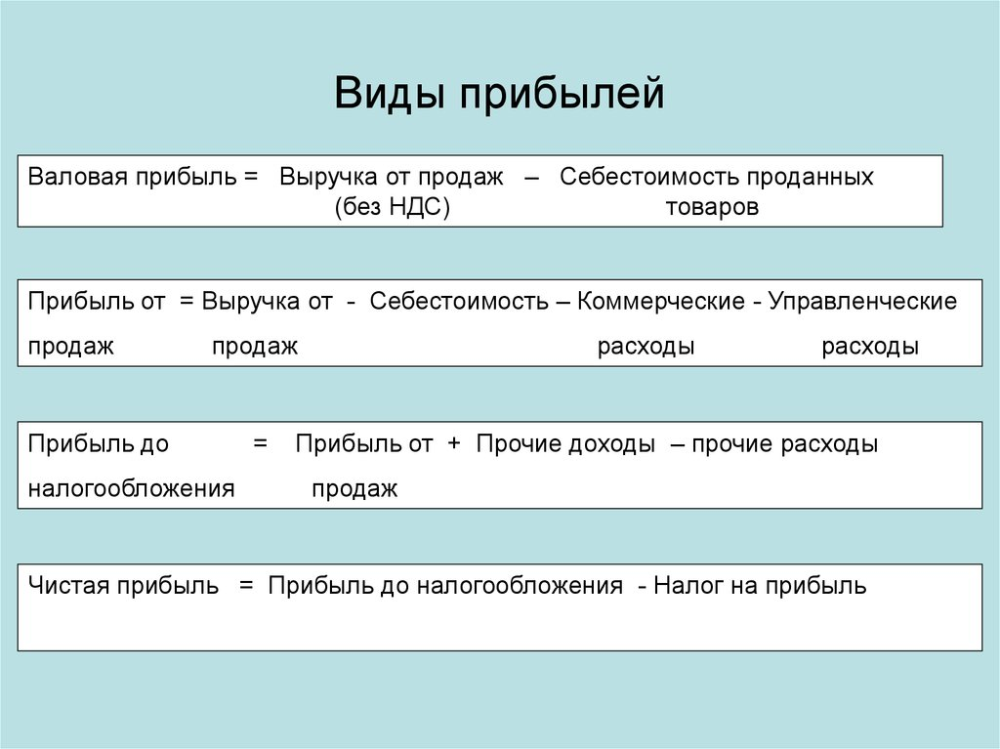 Виды прибылей
Валовая прибыль = Выручка от продаж – Себестоимость проданных
(без НДС) товаров
Прибыль от = Выручка от - Себестоимость – Коммерческие - Управленческие
продаж продаж расходы расходы
Прибыль до = Прибыль от + Прочие доходы – прочие расходы
налогообложения продаж
Чистая прибыль = Прибыль до налогообложения - Налог на прибыль